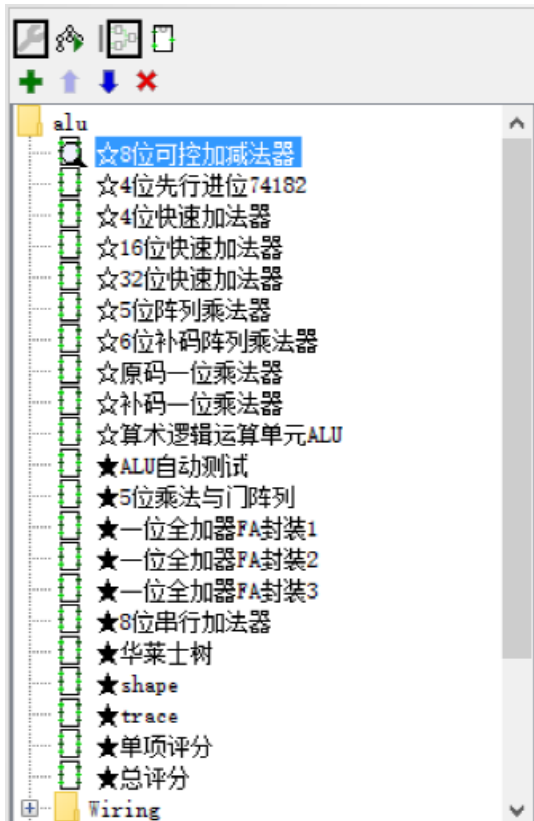 alu
☆8位可控加减法器
☆4位先行进位74182
☆4位快速加法器
☆16位快速加法器
☆32位快速加法器
☆5位阵列乘法器
☆6位补码阵列乘法器
☆原码一位乘法器
☆补码一位乘法器
☆算术逻辑运算单元ALU
★ALU自动测试
★5位乘法与门阵列
★一位全加器FA封装1
★一位全加器FA封装2
★一位全加器FA封装3
★8位串行加法器
★华莱士树
★shape
★trace
★单项评分
★总评分
Wiring